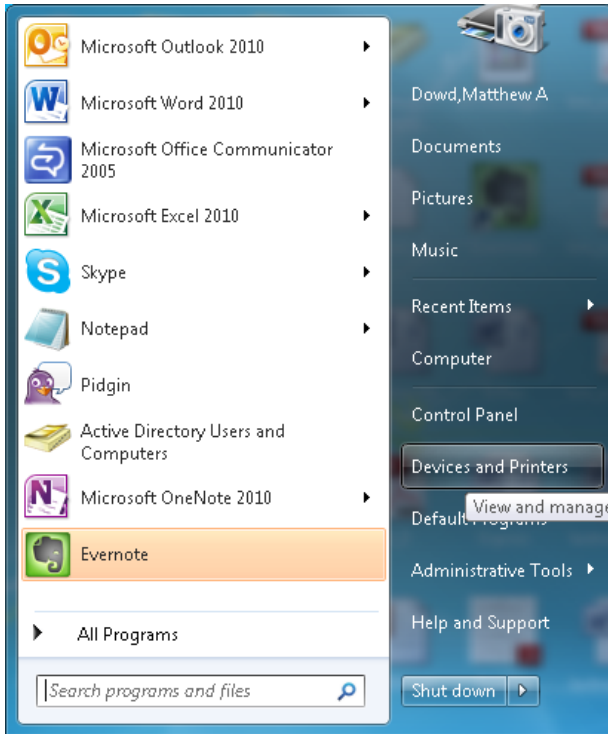 Microsoft Outlook 2010
Microsoft Word 2010
Microsoft Office Communicator
2005
Microsoft Excel 2010
Skype
Notepad
Pidgin
Active Directory Users and
Computers
Microsoft OneNote 2010
Evernote
All Programs
Search programs and files
Dowd,Matthew A
Documents
Pictures
Music
Recent Items
Computer
Control Panel
Devices and Printers
View and manage
Default Programs
Administrative Tools
Help and Support
Shut down